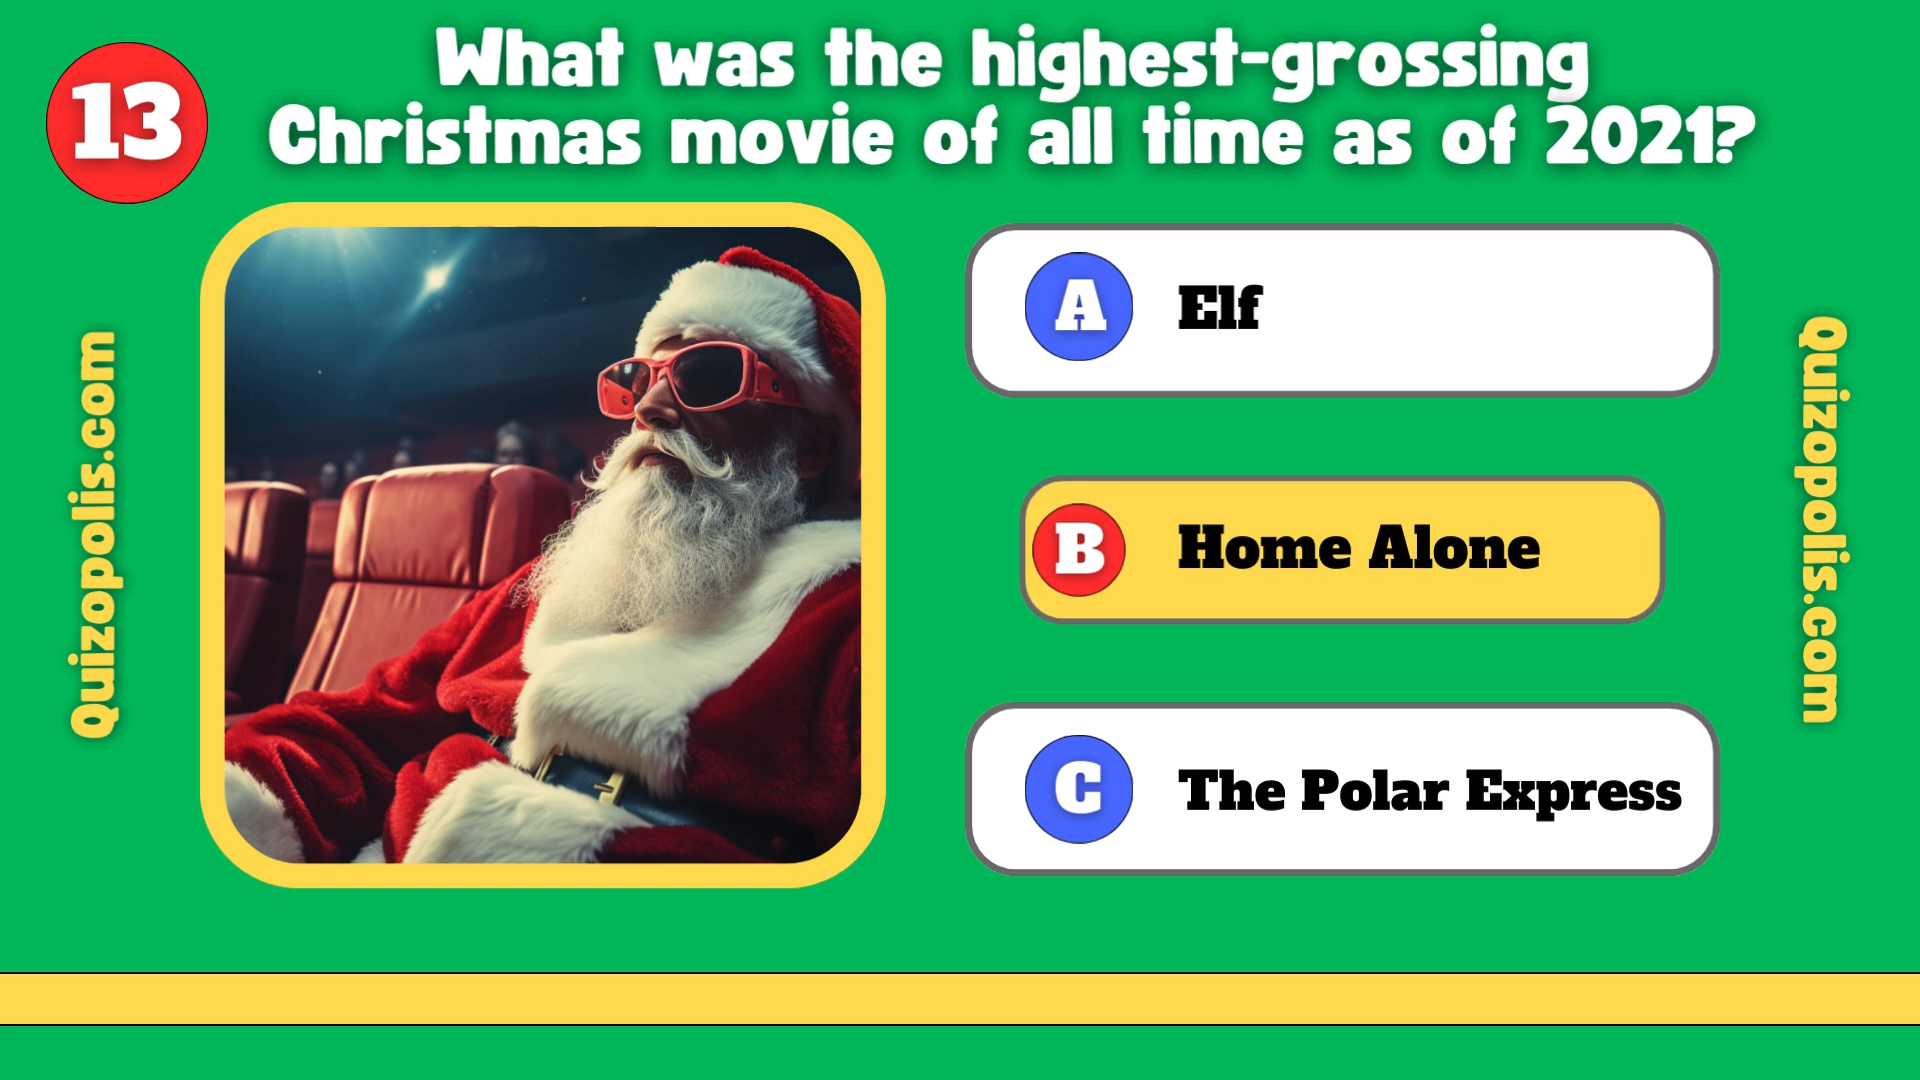 13
What was the highest-grossing
Christmas movie of all time as of 2021?
Quizopolis.com
A Elf
B Home Alone
C The Polar Express
Quizopolis.com